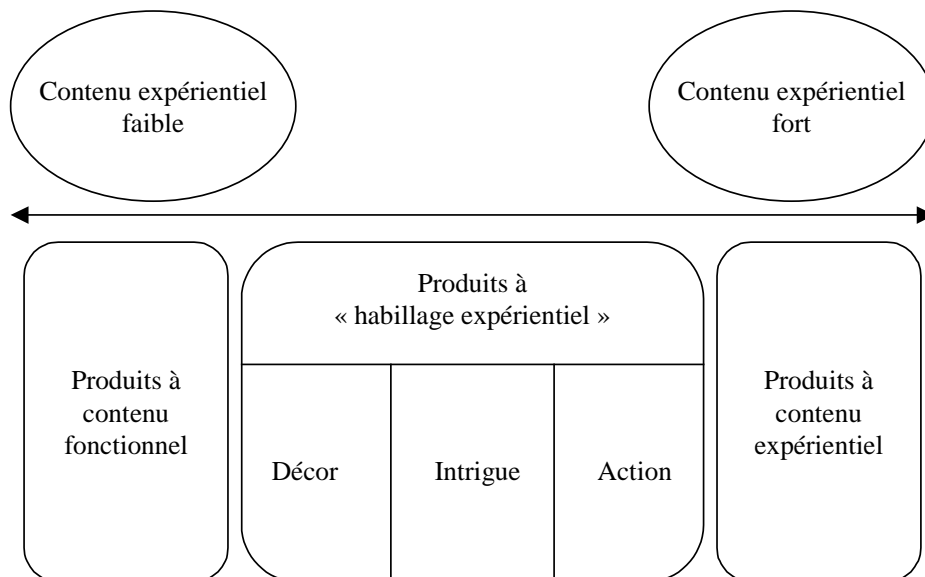 Contenu expérientiel
faible
Contenu expérientiel
fort
Produits à
contenu
fonctionnel
Produits à
« habillage expérientiel »
Décor
Intrigue
Action
Produits à
contenu
expérientiel